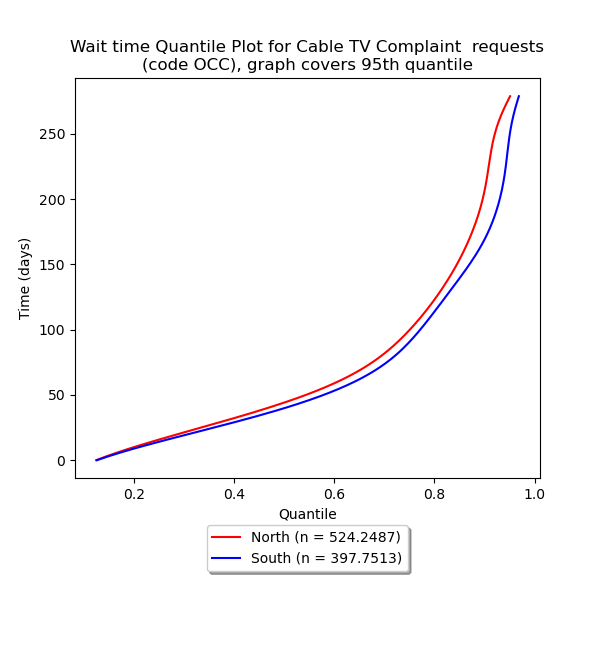 Wait time Quantile Plot for Cable TV Complaint  requests
(code OCC), graph covers 95th quantile
250
200
150
100
50
0
Time (days)
0.2 0.4 0.6 0.8 1.0
Quantile
North (n = 524.2487)
South (n = 397.7513)